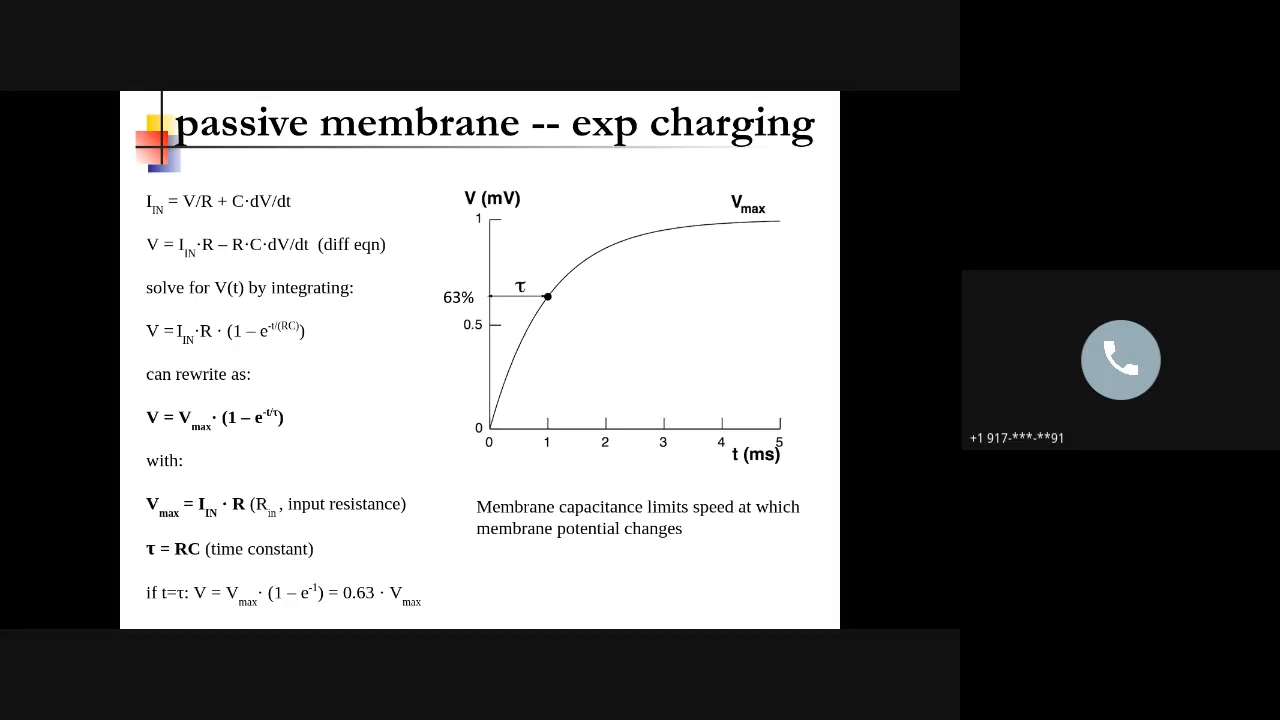 passive membrane -- exp charging
I_IN = V/R + C·dV/dt
V = I_IN·R – R·C·dV/dt (diff eqn)
solve for V(t) by integrating:
V = I_IN·R · (1 – e^-t/(RC))
can rewrite as:
V = V_max· (1 – e^-t/τ)
with:
V_max = I_IN · R (R_in , input resistance)
τ = RC (time constant)
if t=τ: V = V_max· (1 – e^-1) = 0.63 · V_max
V (mV)
V_max
1
τ
63%
0.5
0
0 1 2 3 4 5
t (ms)
Membrane capacitance limits speed at which
membrane potential changes
+1 917-***-**91